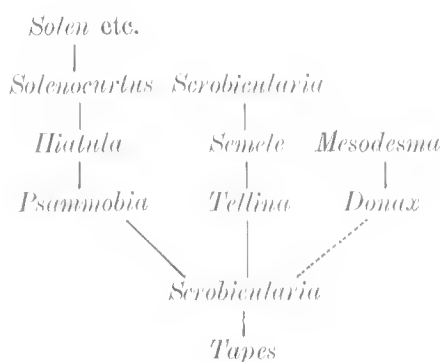 Solen etc.
Solenocurtus Scrobicularia
Hiatula Semele Mesodesma
Psammobia Tellina Donax
Scrobicularia
Tapes